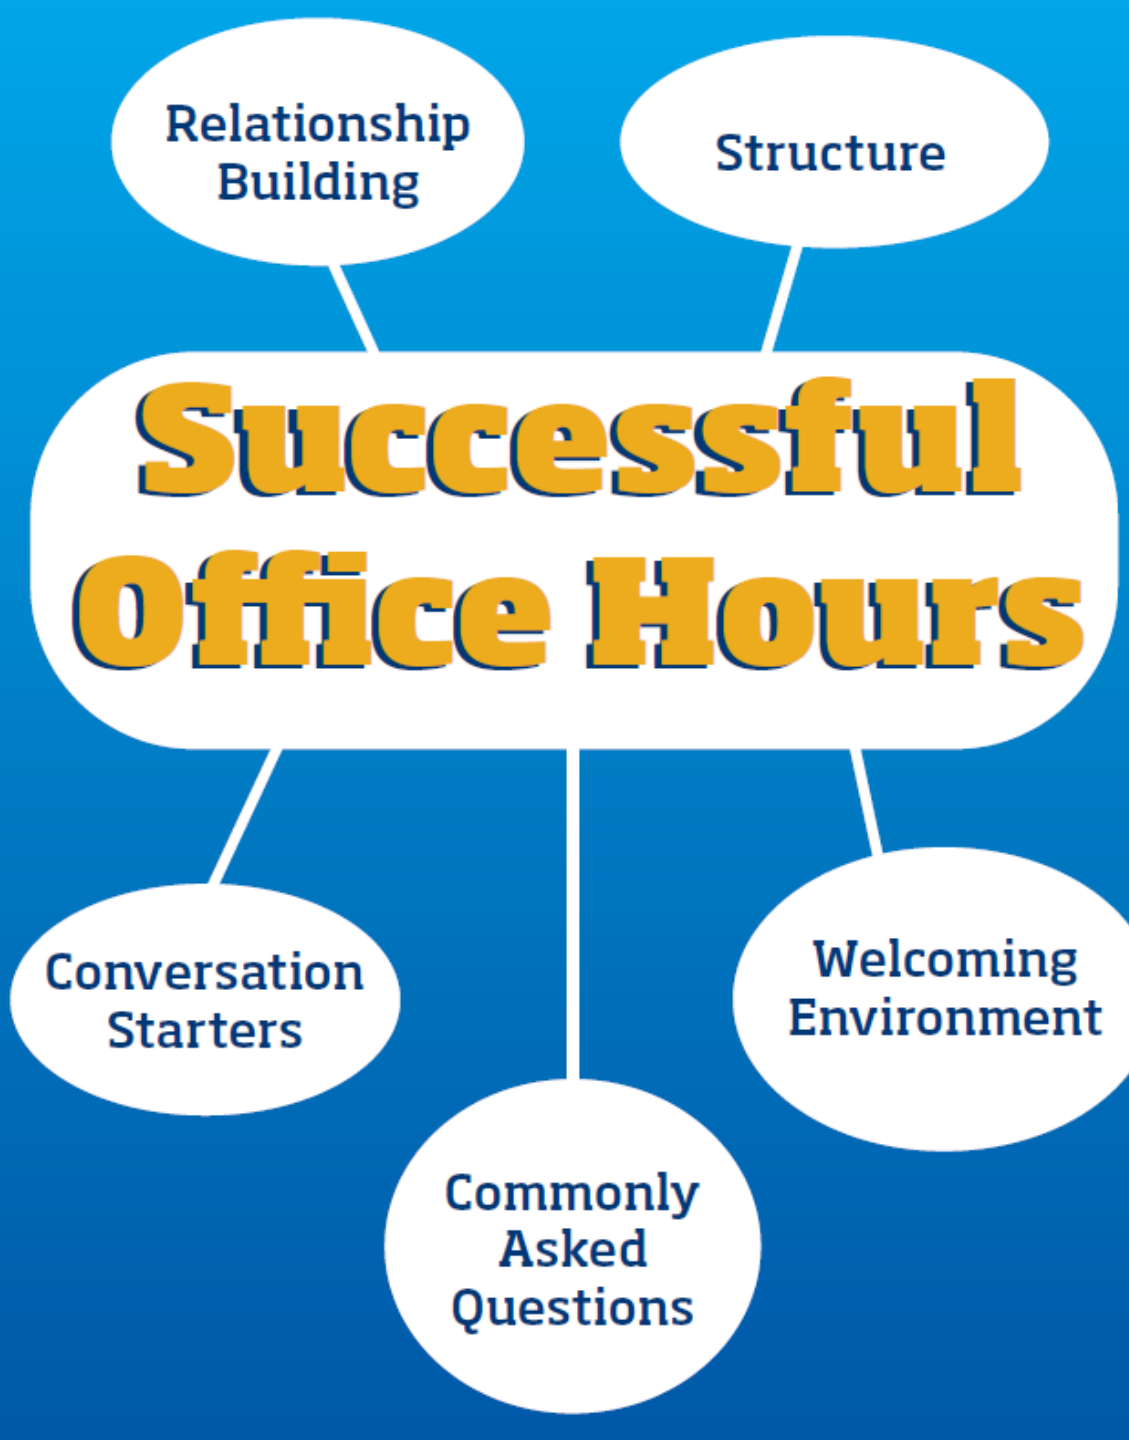 Relationship
Building
Structure
Successful
Office Hours
Conversation
Starters
Welcoming
Environment
Commonly
Asked
Questions